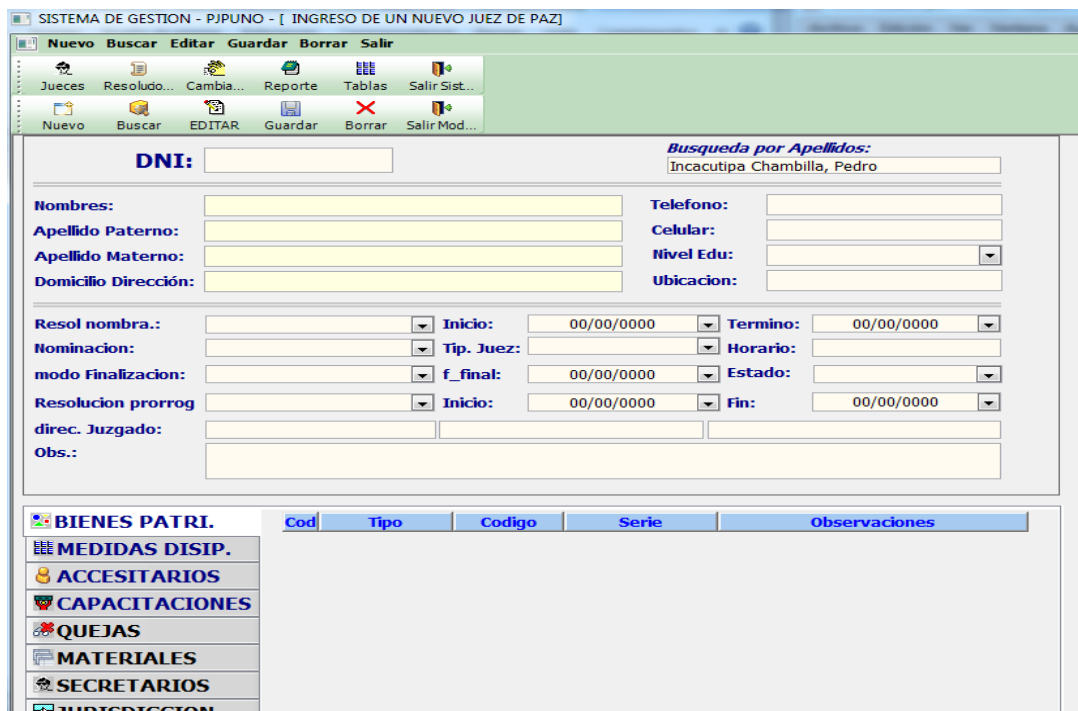 SISTEMA DE GESTION - PJPUNO - [ INGRESO DE UN NUEVO JUEZ DE PAZ]
Nuevo Buscar Editar Guardar Borrar Salir
Jueces Resoludo... Cambia... Reporte Tablas Salir Sist...
Nuevo Buscar EDITAR Guardar Borrar Salir Mod...
DNI: Busqueda por Apellidos:
Incacutipa Chambilla, Pedro
Nombres: Telefono:
Apellido Paterno: Celular:
Apellido Materno: Nivel Edu:
Domicilio Dirección: Ubicacion:
Resol nombra.: Inicio: 00/00/0000 Termino: 00/00/0000
Nominacion: Tip. Juez: Horario:
modo Finalizacion: f_final: 00/00/0000 Estado:
Resolucion prorrog Inicio: 00/00/0000 Fin: 00/00/0000
direc. Juzgado:
Obs.:
BIENES PATRI. Cod Tipo Codigo Serie Observaciones
MEDIDAS DISIP.
ACCESITARIOS
CAPACITACIONES
QUEJAS
MATERIALES
SECRETARIOS
JURISDICCION